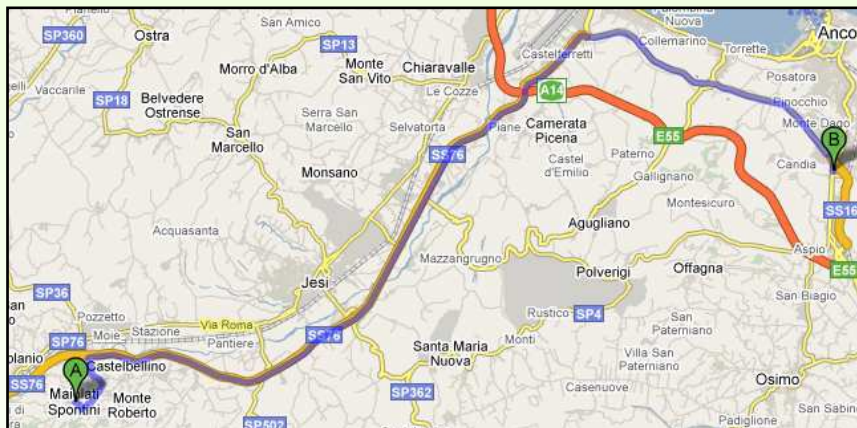 Pianello
SP360
Ostra
San Amico
SP13
Nuova
Collemarino
Ancо
Castelferretti
Torrette
Morro d'Alba
Monte
San Vito
Chiaravalle
Posatora
Vaccarile
Le Cozze
A14
Pinocchio
SP18
Belvedere
Ostrense
Serra San
Marcello
Selvatorta
Piane
Camerata
Picena
Monte Dago
B
San
Marcello
E55
Paterno
SS76
Castel
d'Emilio
Candia
Monsano
Gallignano
Montesicuro
SS16
Acquasanta
Agugliano
Aspio
Mazzangrugno
Jesi
Polverigi
Offagna
E55
SP36
San Biagio
Pozzetto
Via Roma
Rustico
SP4
San
Paterniano
SP76
Moie
Stazione
Pantiere
SS76
Santa Maria
Nuova
Monti
Villa San
Paterniano
A
Castelbellino
Osimo
SS76
Maiolati
Spontini
Monte
Roberto
SP362
Casenuove
San Sabino
SP502
Padiglione